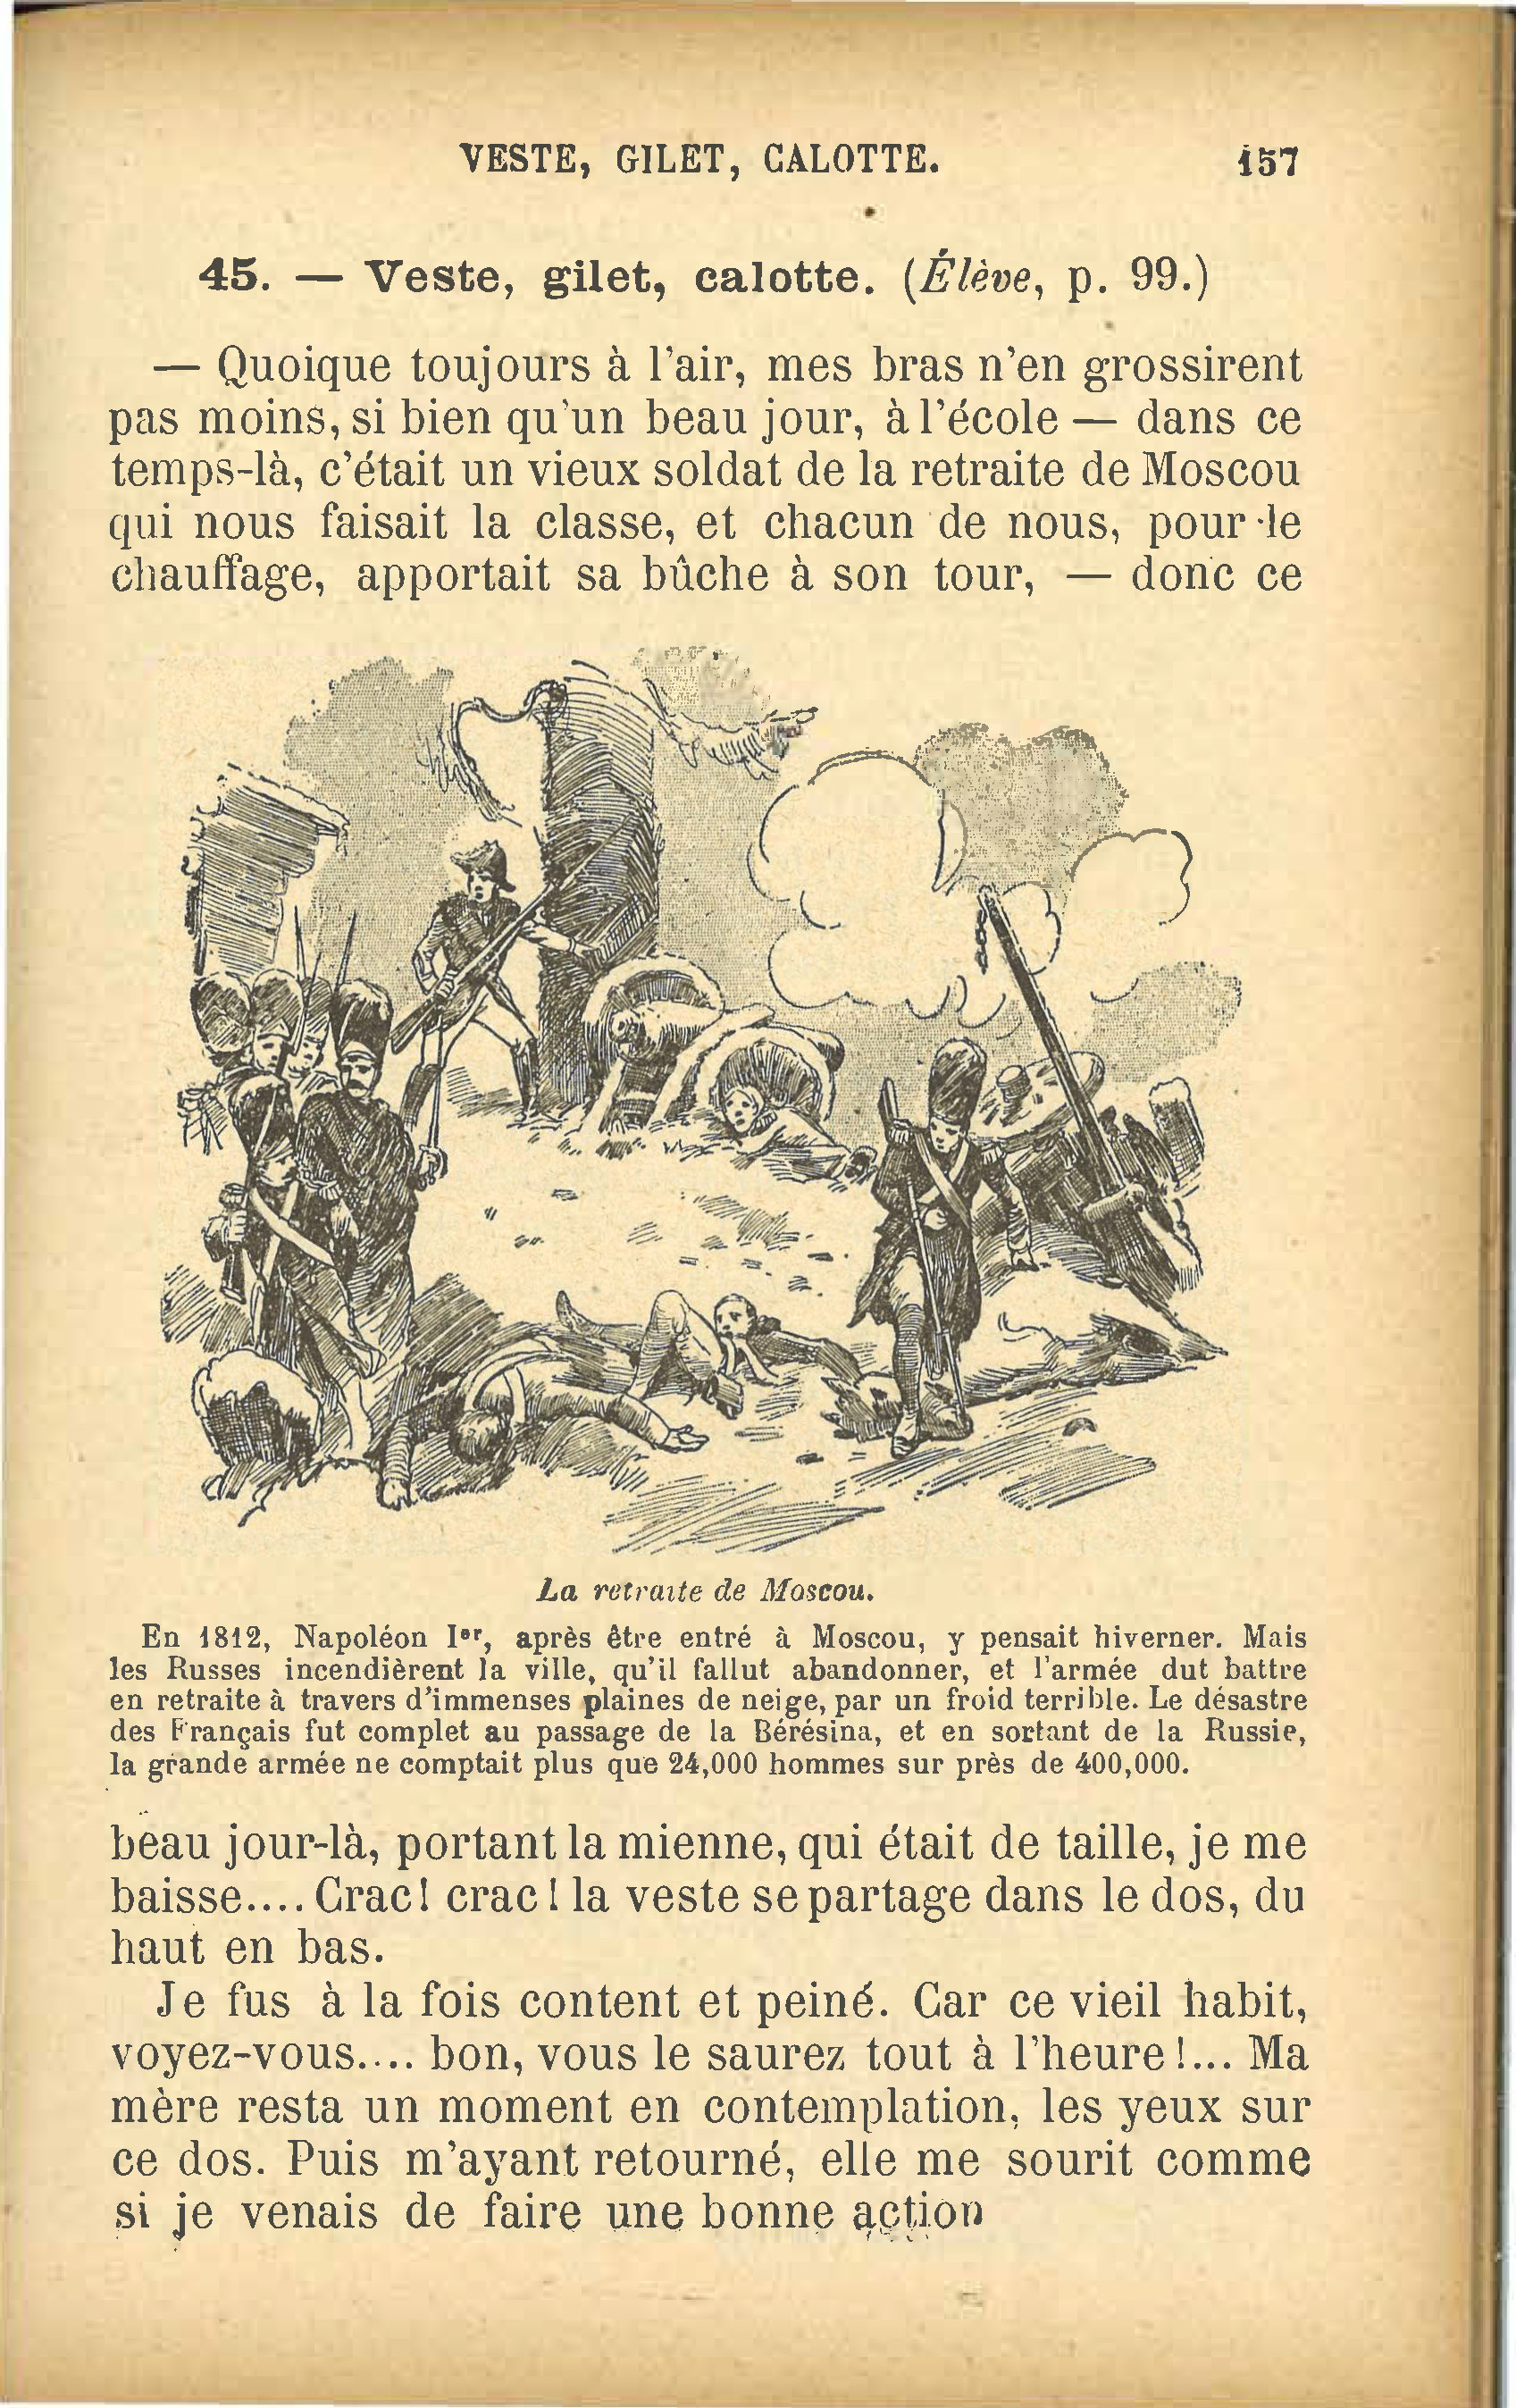 VESTE, GILET, CALOTTE. 157
45. — Veste, gilet, calotte. (Élève, p. 99.)
— Quoique toujours à l'air, mes bras n'en grossirent
pas moins, si bien qu'un beau jour, à l'école — dans ce
temps-là, c'était un vieux soldat de la retraite de Moscou
qui nous faisait la classe, et chacun de nous, pour le
chauffage, apportait sa bûche à son tour, — donc ce
La retraite de Moscou.
En 1812, Napoléon Ier, après être entré à Moscou, y pensait hiverner. Mais
les Russes incendièrent la ville, qu'il fallut abandonner, et l'armée dut battre
en retraite à travers d'immenses plaines de neige, par un froid terrible. Le désastre
des Français fut complet au passage de la Bérésina, et en sortant de la Russie,
la grande armée ne comptait plus que 24,000 hommes sur près de 400,000.
beau jour-là, portant la mienne, qui était de taille, je me
baisse.... Crac! crac! la veste se partage dans le dos, du
haut en bas.
Je fus à la fois content et peiné. Car ce vieil habit,
voyez-vous.... bon, vous le saurez tout à l'heure!... Ma
mère resta un moment en contemplation, les yeux sur
ce dos. Puis m'ayant retourné, elle me sourit comme
si je venais de faire une bonne action